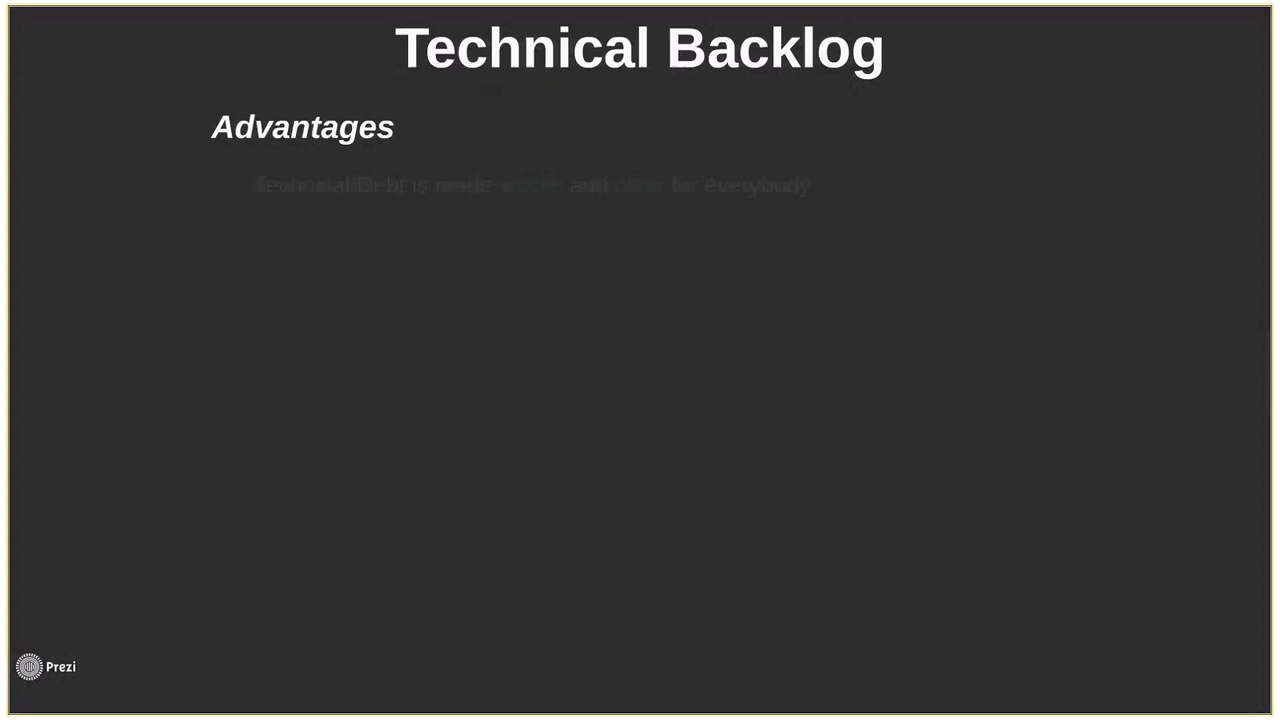 Technical Backlog
Advantages
Technical Debt is made and for everybody
Prezi